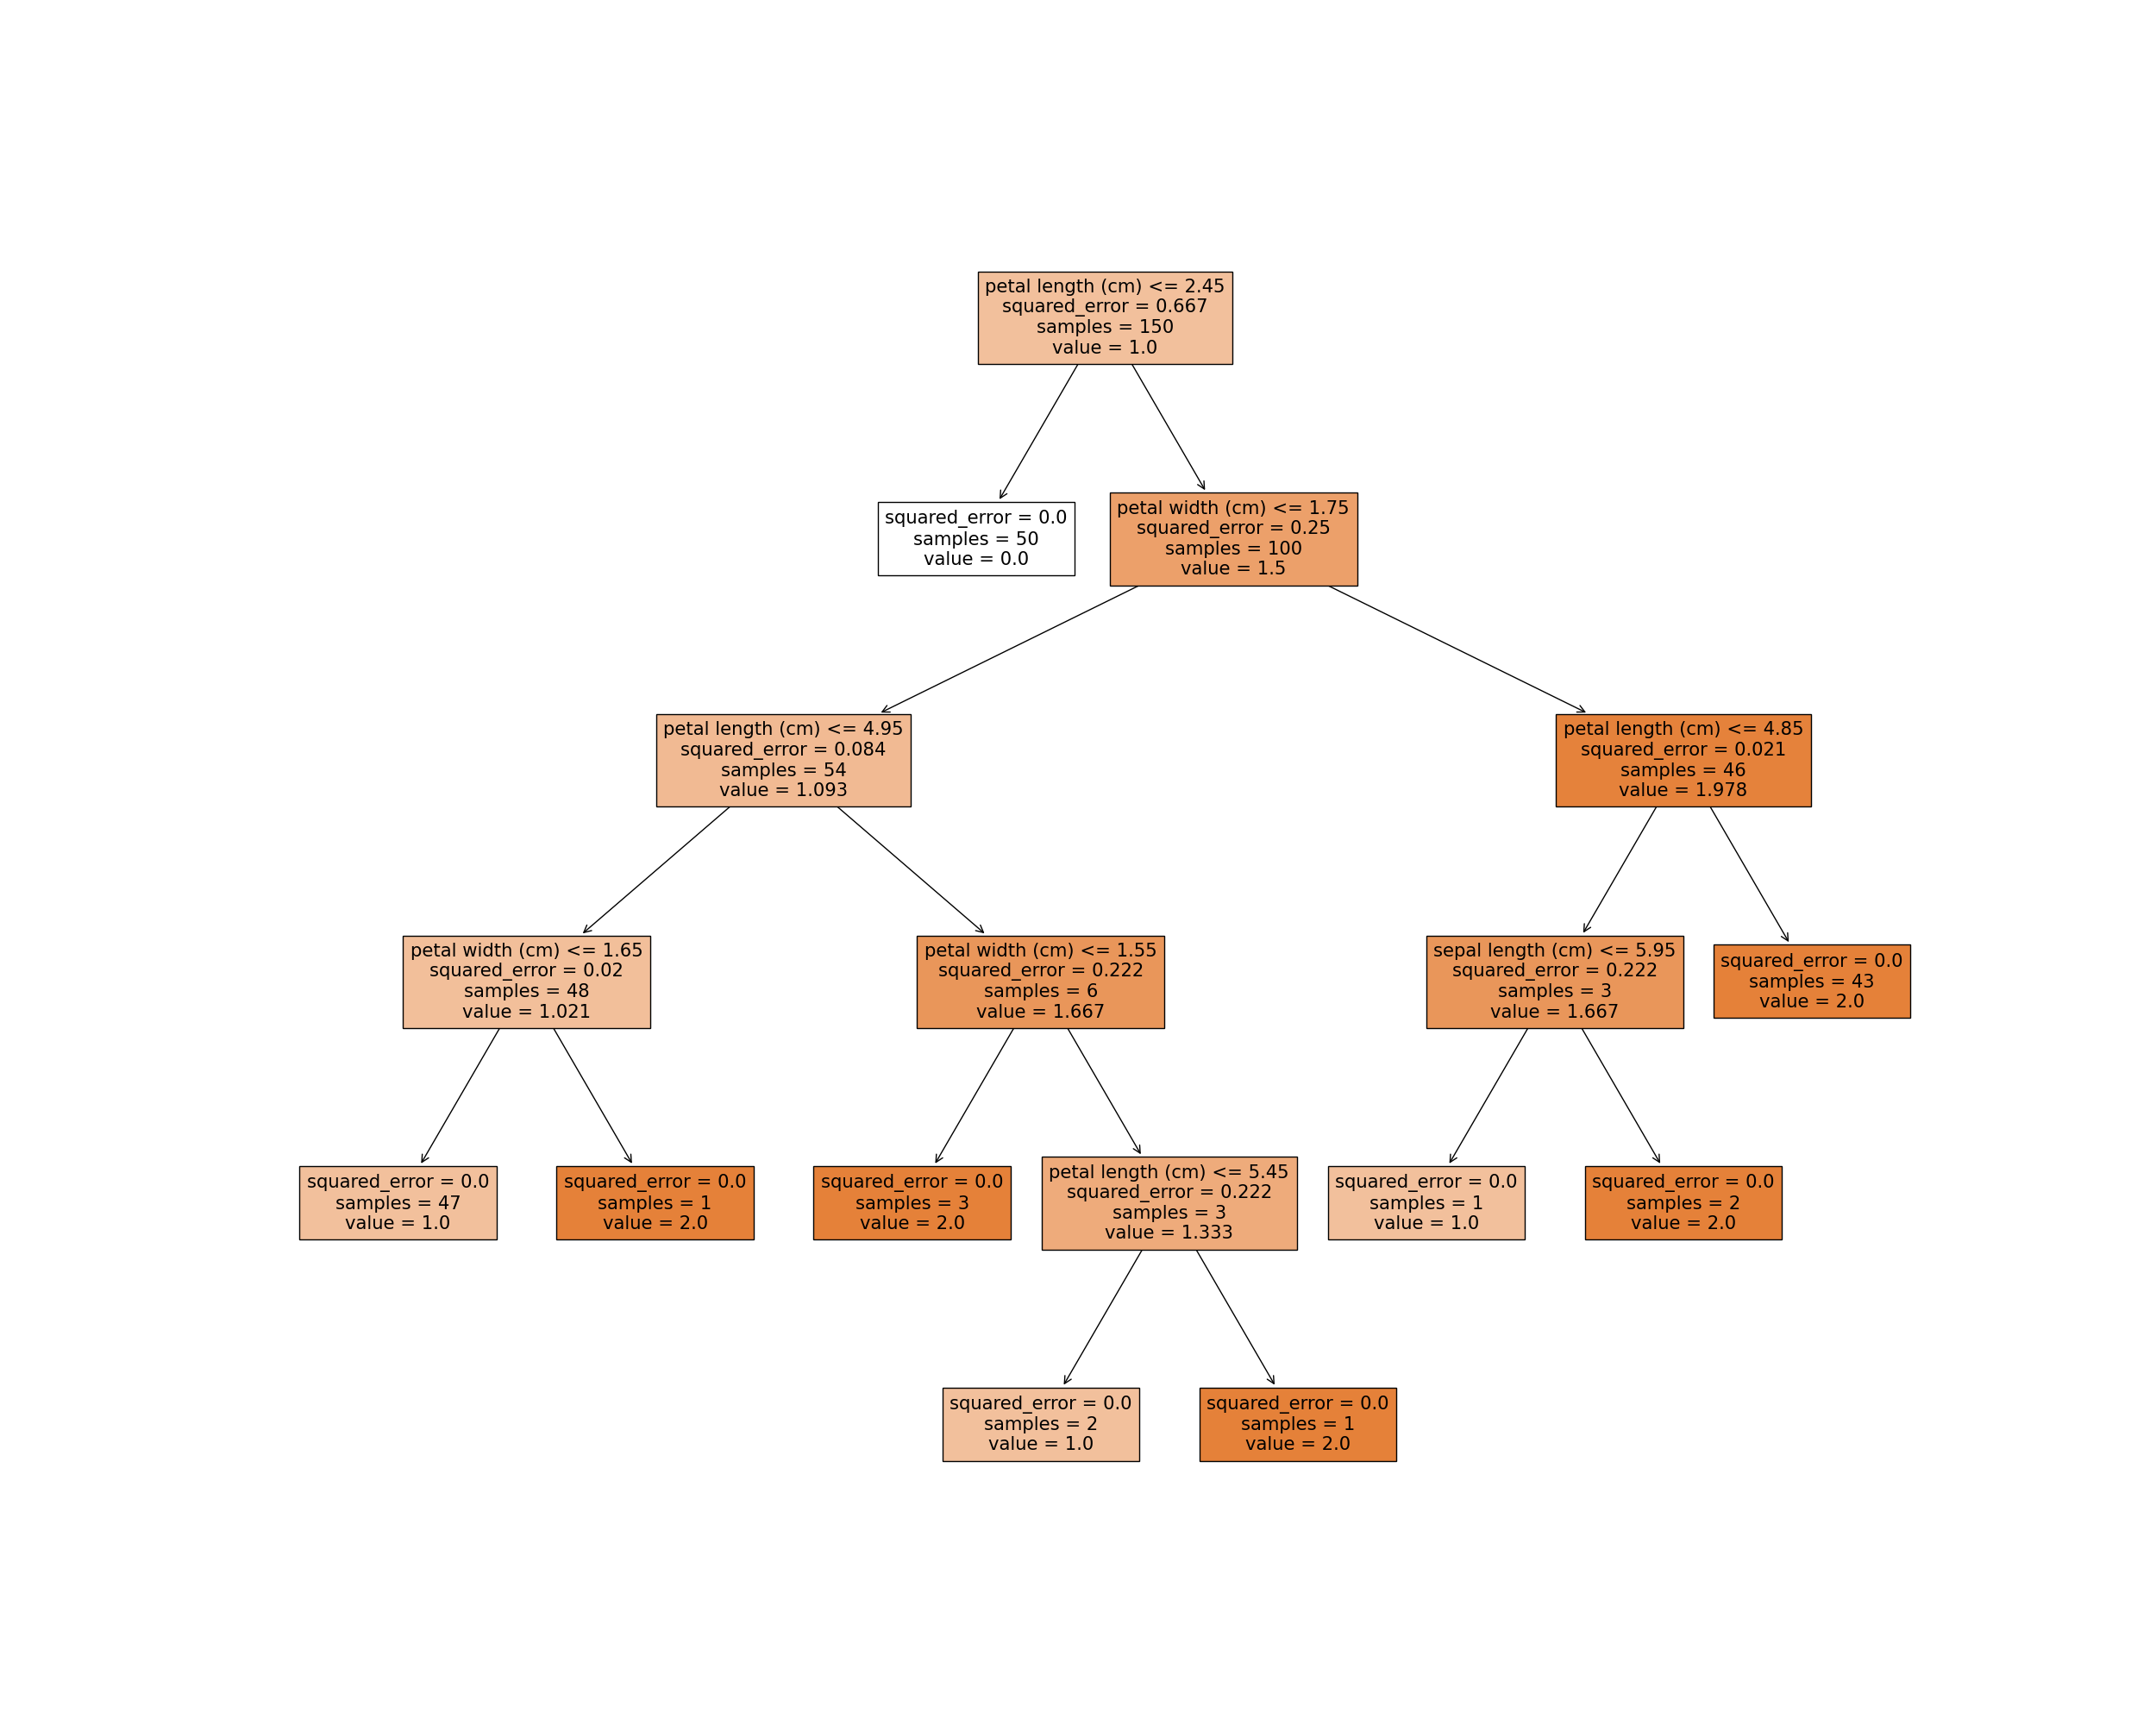 petal length (cm) <= 2.45
squared_error = 0.667
samples = 150
value = 1.0
squared_error = 0.0
samples = 50
value = 0.0
petal width (cm) <= 1.75
squared_error = 0.25
samples = 100
value = 1.5
petal length (cm) <= 4.95
squared_error = 0.084
samples = 54
value = 1.093
petal length (cm) <= 4.85
squared_error = 0.021
samples = 46
value = 1.978
petal width (cm) <= 1.65
squared_error = 0.02
samples = 48
value = 1.021
petal width (cm) <= 1.55
squared_error = 0.222
samples = 6
value = 1.667
sepal length (cm) <= 5.95
squared_error = 0.222
samples = 3
value = 1.667
squared_error = 0.0
samples = 43
value = 2.0
squared_error = 0.0
samples = 47
value = 1.0
squared_error = 0.0
samples = 1
value = 2.0
squared_error = 0.0
samples = 3
value = 2.0
petal length (cm) <= 5.45
squared_error = 0.222
samples = 3
value = 1.333
squared_error = 0.0
samples = 1
value = 1.0
squared_error = 0.0
samples = 2
value = 2.0
squared_error = 0.0
samples = 2
value = 1.0
squared_error = 0.0
samples = 1
value = 2.0